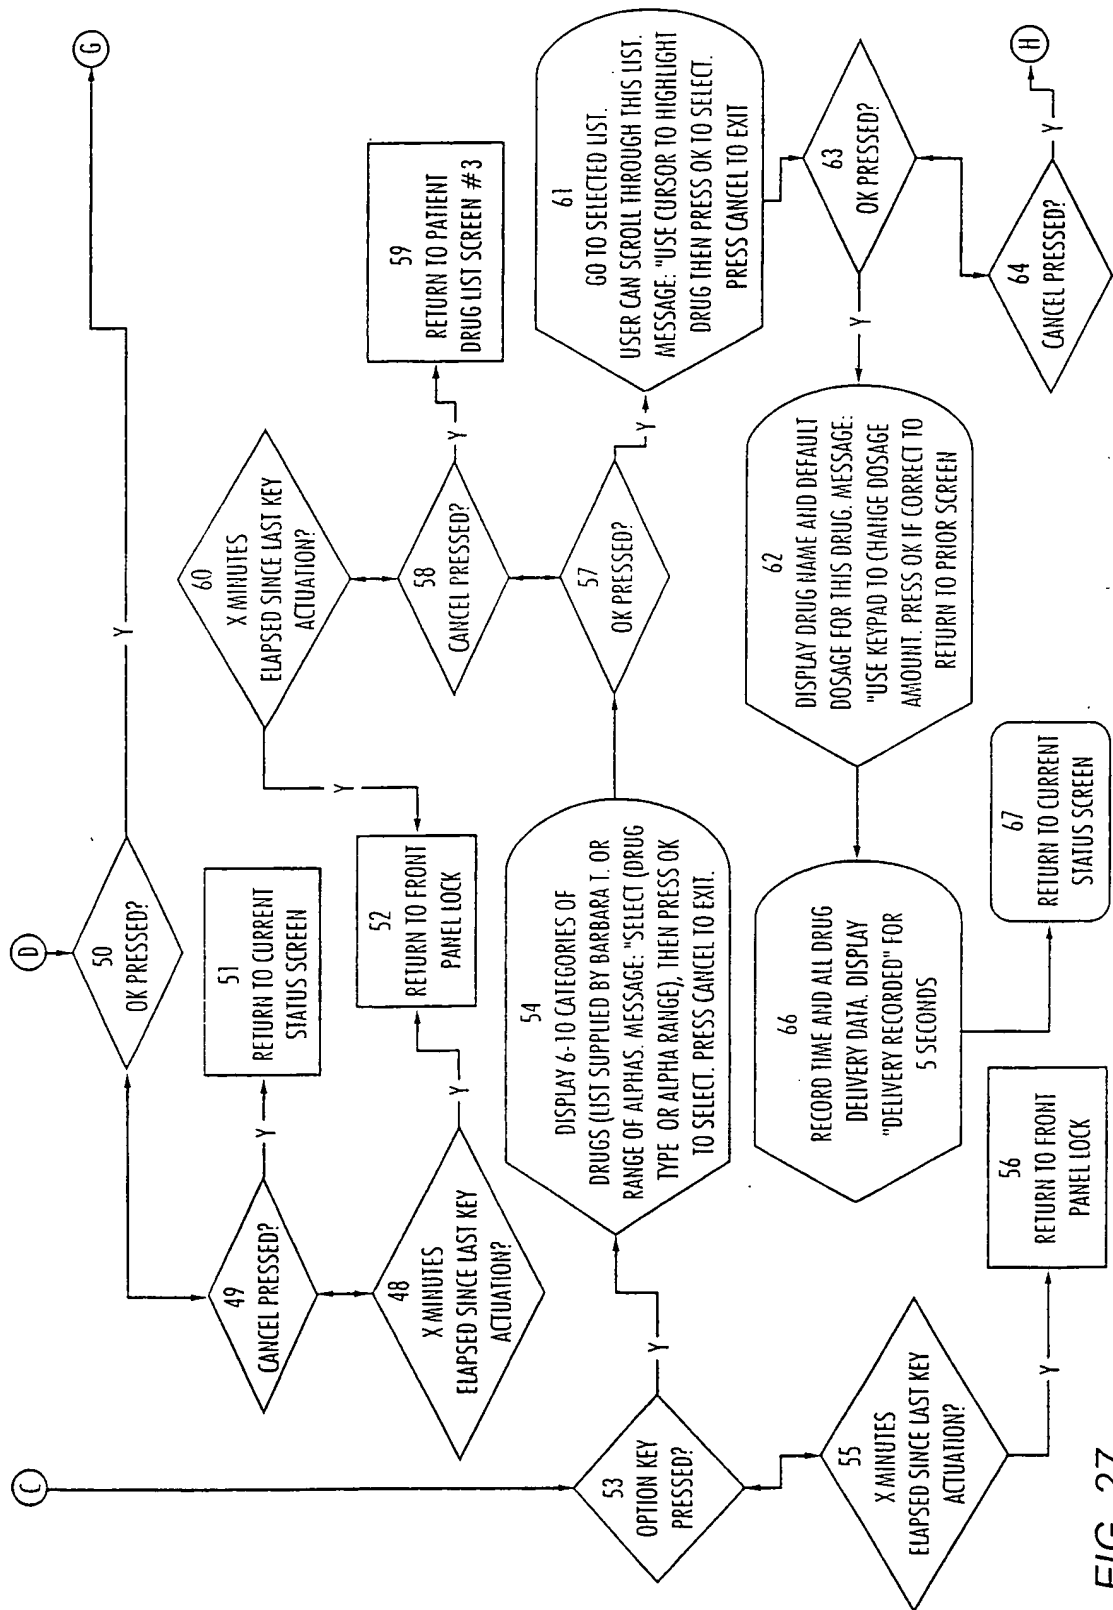 D
50
OK PRESSED?
Y
G
49
CANCEL PRESSED?
Y
51
RETURN TO CURRENT
STATUS SCREEN
48
X MINUTES
ELAPSED SINCE LAST KEY
ACTUATION?
Y
52
RETURN TO FRONT
PANEL LOCK
60
X MINUTES
ELAPSED SINCE LAST KEY
ACTUATION?
Y
58
CANCEL PRESSED?
Y
59
RETURN TO PATIENT
DRUG LIST SCREEN #3
C
53
OPTION KEY
PRESSED?
Y
54
DISPLAY 6-10 CATEGORIES OF
DRUGS (LIST SUPPLIED BY BARBARA T. OR
RANGE OF ALPHAS. MESSAGE: "SELECT (DRUG
TYPE OR ALPHA RANGE), THEN PRESS OK
TO SELECT. PRESS CANCEL TO EXIT.
57
OK PRESSED?
Y
61
GO TO SELECTED LIST.
USER CAN SCROLL THROUGH THIS LIST.
MESSAGE: "USE CURSOR TO HIGHLIGHT
DRUG THEN PRESS OK TO SELECT.
PRESS CANCEL TO EXIT
55
X MINUTES
ELAPSED SINCE LAST KEY
ACTUATION?
Y
56
RETURN TO FRONT
PANEL LOCK
63
OK PRESSED?
Y
62
DISPLAY DRUG NAME AND DEFAULT
DOSAGE FOR THIS DRUG. MESSAGE:
"USE KEYPAD TO CHANGE DOSAGE
AMOUNT. PRESS OK IF CORRECT TO
RETURN TO PRIOR SCREEN
66
RECORD TIME AND ALL DRUG
DELIVERY DATA. DISPLAY
"DELIVERY RECORDED" FOR
5 SECONDS
67
RETURN TO CURRENT
STATUS SCREEN
64
CANCEL PRESSED?
Y
H
FIG. 27